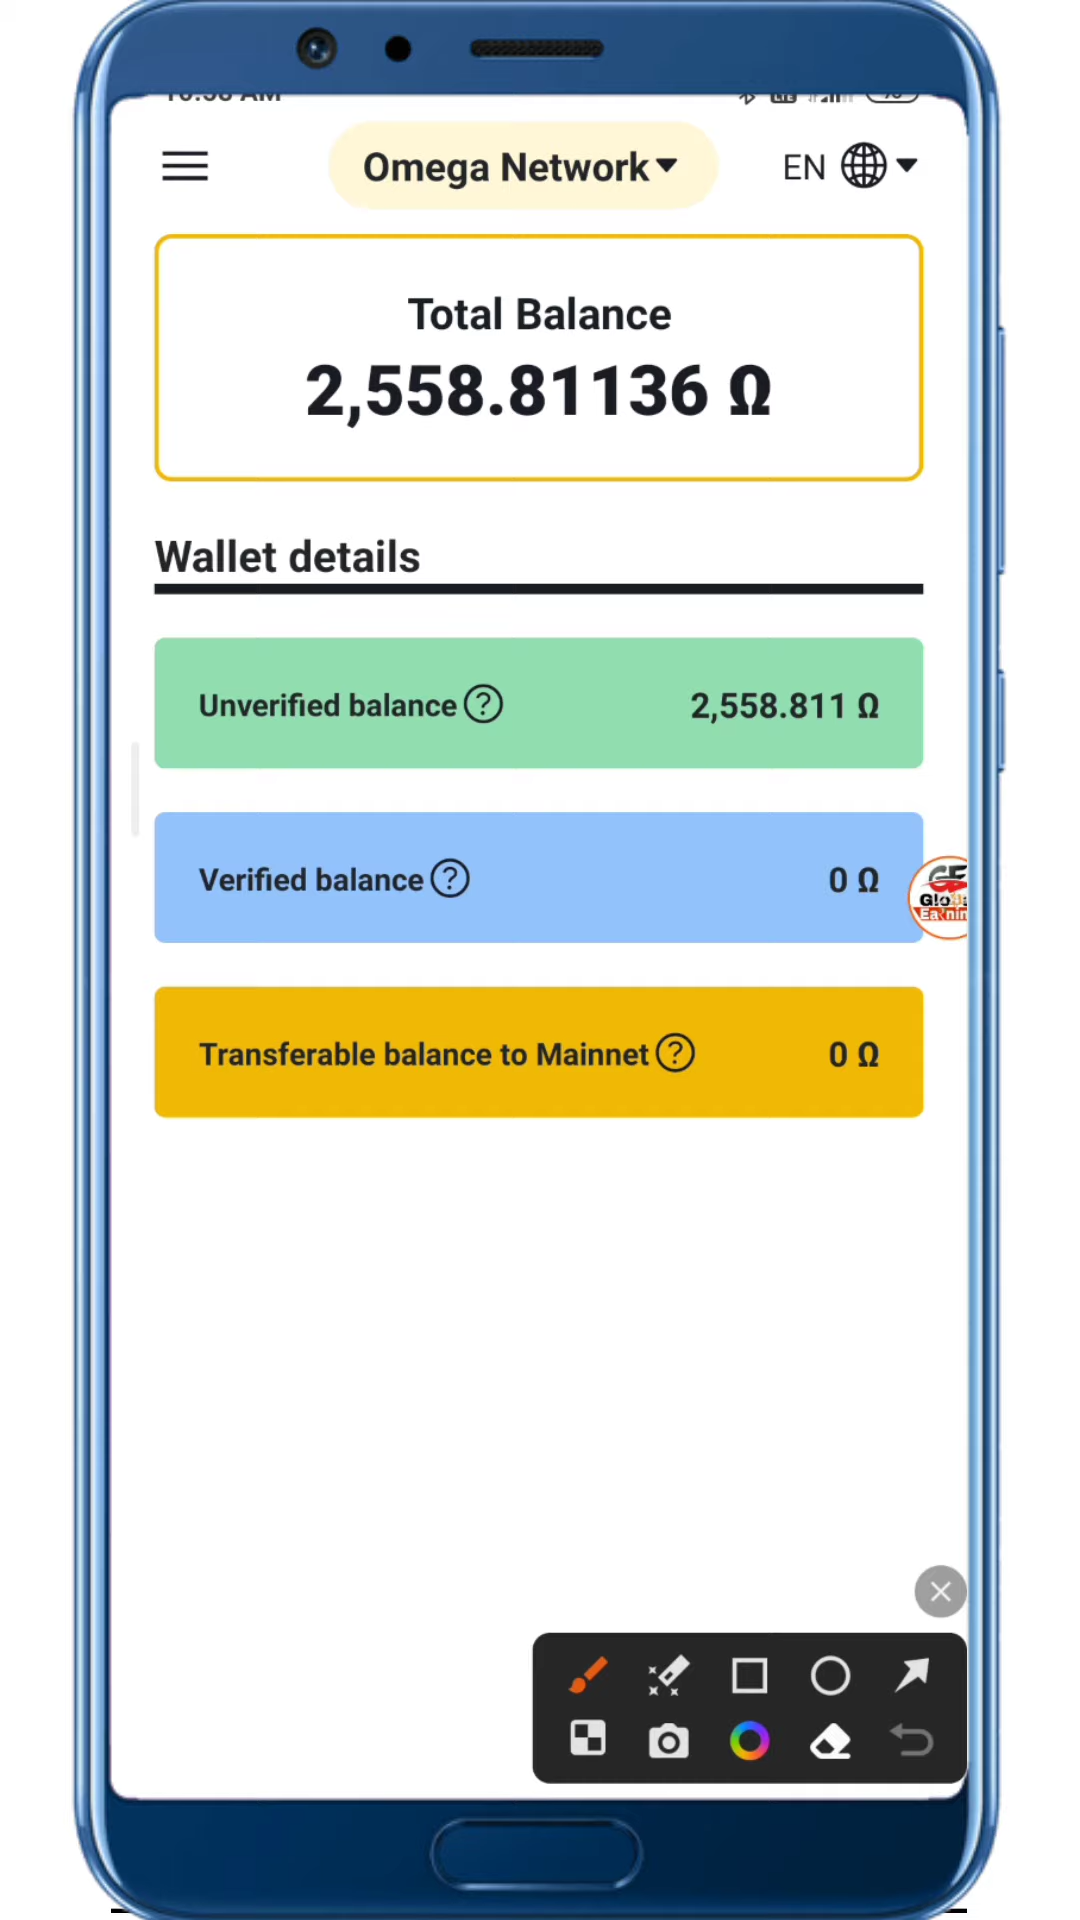 Omega Network
EN
Total Balance
2,558.81136 Ω
Wallet details
Unverified balance ?
2,558.811 Ω
Verified balance ?
0 Ω
Transferable balance to Mainnet ?
0 Ω